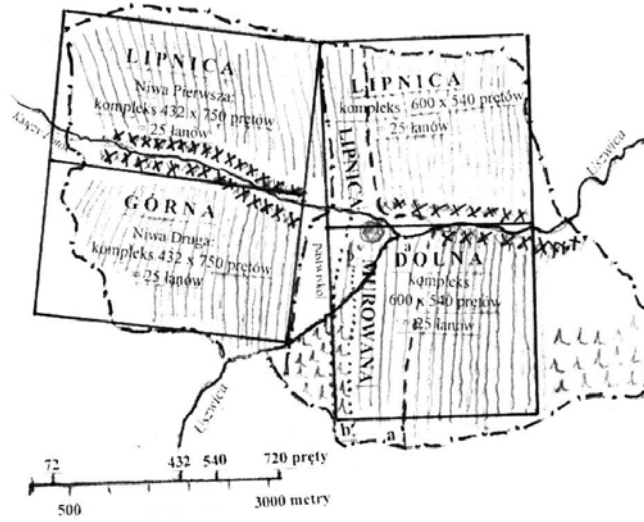 LIPNICA
Niwa Pierwsza:
kompleks 432 x 750 prętów
= 25 łanów
LIPNICA
kompleks 600 x 540 prętów
= 25 łanów
LIPNICA
MUROWANA
Uszwica
GÓRNA
Niwa Druga:
kompleks 432 x 750 prętów
= 25 łanów
pastwisko
a
DOLNA
kompleks
600 x 540 prętów
= 25 łanów
b
Uszwica
b
a
72
432
540
720 pręty
500
3000 metry